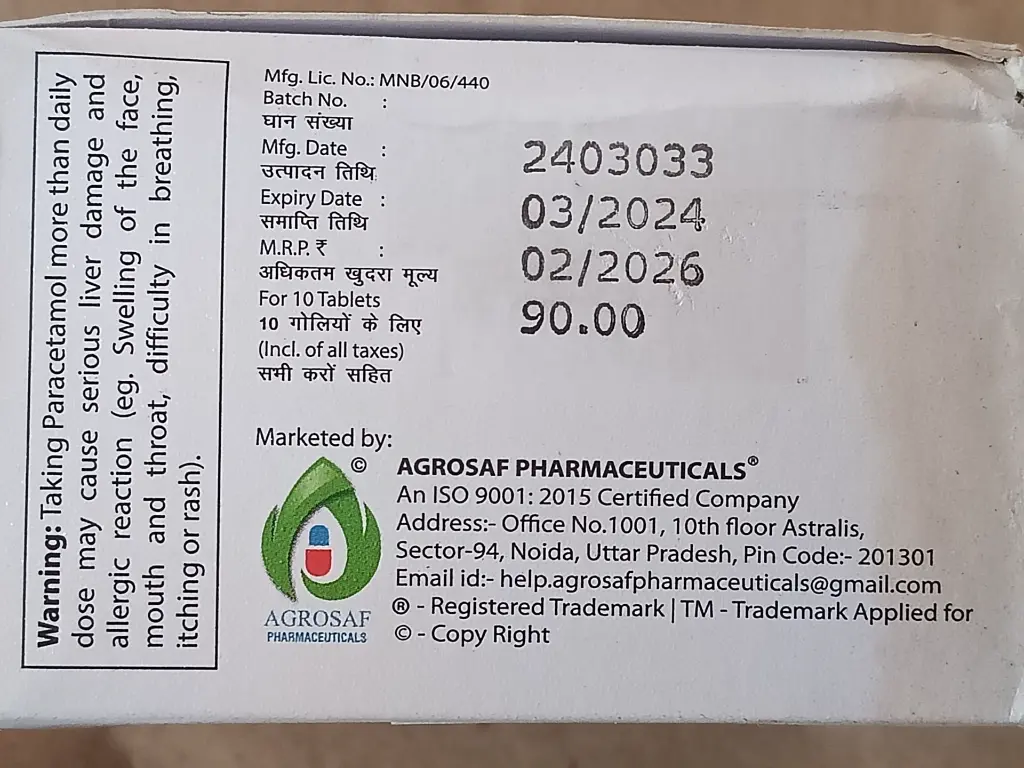 Warning: Taking Paracetamol more than daily
dose may cause serious liver damage and
allergic reaction (eg. Swelling of the face,
mouth and throat, difficulty in breathing,
itching or rash).
Mfg. Lic. No.: MNB/06/440
Batch No. :
घान संख्या
Mfg. Date : 2403033
उत्पादन तिथि
Expiry Date : 03/2024
समाप्ति तिथि
M.R.P. ₹ : 02/2026
अधिकतम खुदरा मूल्य
For 10 Tablets 90.00
10 गोलियों के लिए
(Incl. of all taxes)
सभी करों सहित
Marketed by:
©
AGROSAF
PHARMACEUTICALS
AGROSAF PHARMACEUTICALS®
An ISO 9001: 2015 Certified Company
Address:- Office No.1001, 10th floor Astralis,
Sector-94, Noida, Uttar Pradesh, Pin Code:- 201301
Email id:- help.agrosafpharmaceuticals@gmail.com
® - Registered Trademark | TM - Trademark Applied for
© - Copy Right